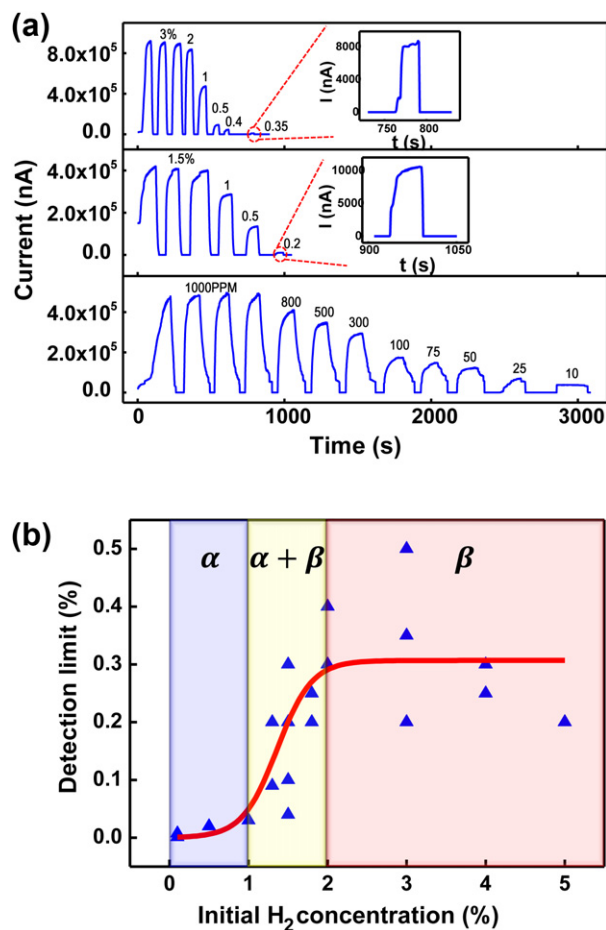 (a)
Current (nA)
8.0x10⁵
4.0x10⁵
0.0
3%
2
1
0.5
0.4
0.35
I (nA)
8000
4000
0
750
800
t (s)
4.0x10⁵
2.0x10⁵
0.0
1.5%
1
0.5
0.2
I (nA)
10000
5000
0
900
1050
t (s)
4.0x10⁵
2.0x10⁵
0.0
1000PPM
800
500
300
100
75
50
25
10
0
1000
2000
3000
Time (s)
(b)
Detection limit (%)
0.5
0.4
0.3
0.2
0.1
0.0
α
α + β
β
0
1
2
3
4
5
Initial H₂ concentration (%)